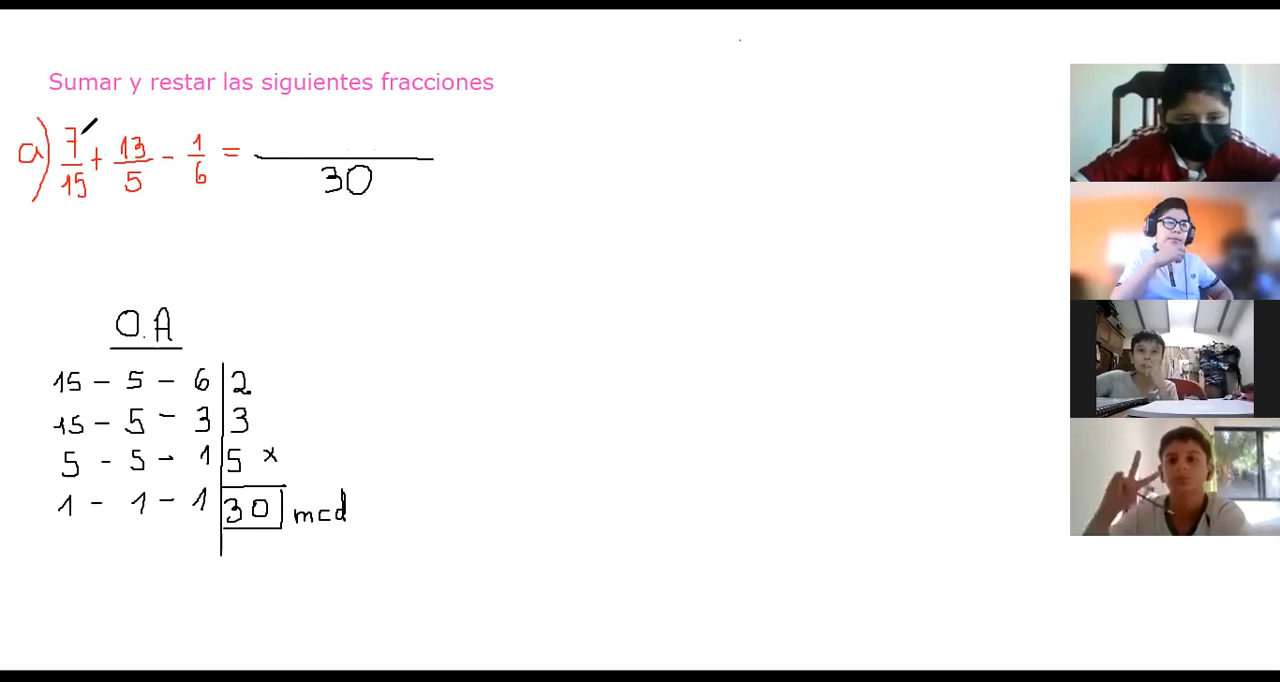 Sumar y restar las siguientes fracciones
a) 7/15 + 13/5 - 1/6 = /30
O.A
15 - 5 - 6 | 2
15 - 5 - 3 | 3
5 - 5 - 1 | 5 x
1 - 1 - 1 | 30 mcd